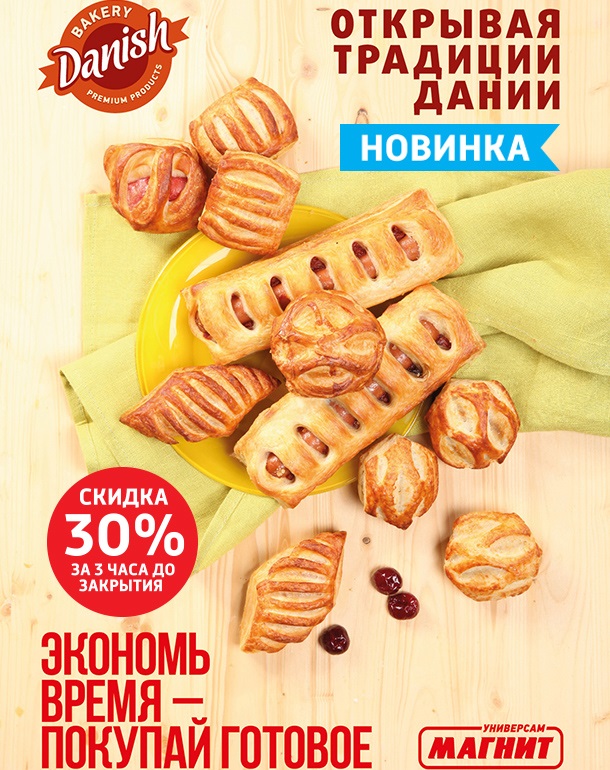 BAKERY
Danish
PREMIUM PRODUCTS
ОТКРЫВАЯ
ТРАДИЦИИ
ДАНИИ
НОВИНКА
СКИДКА
30%
ЗА 3 ЧАСА ДО
ЗАКРЫТИЯ
ЭКОНОМЬ
ВРЕМЯ –
ПОКУПАЙ ГОТОВОЕ
УНИВЕРСАМ
МАГНИТ